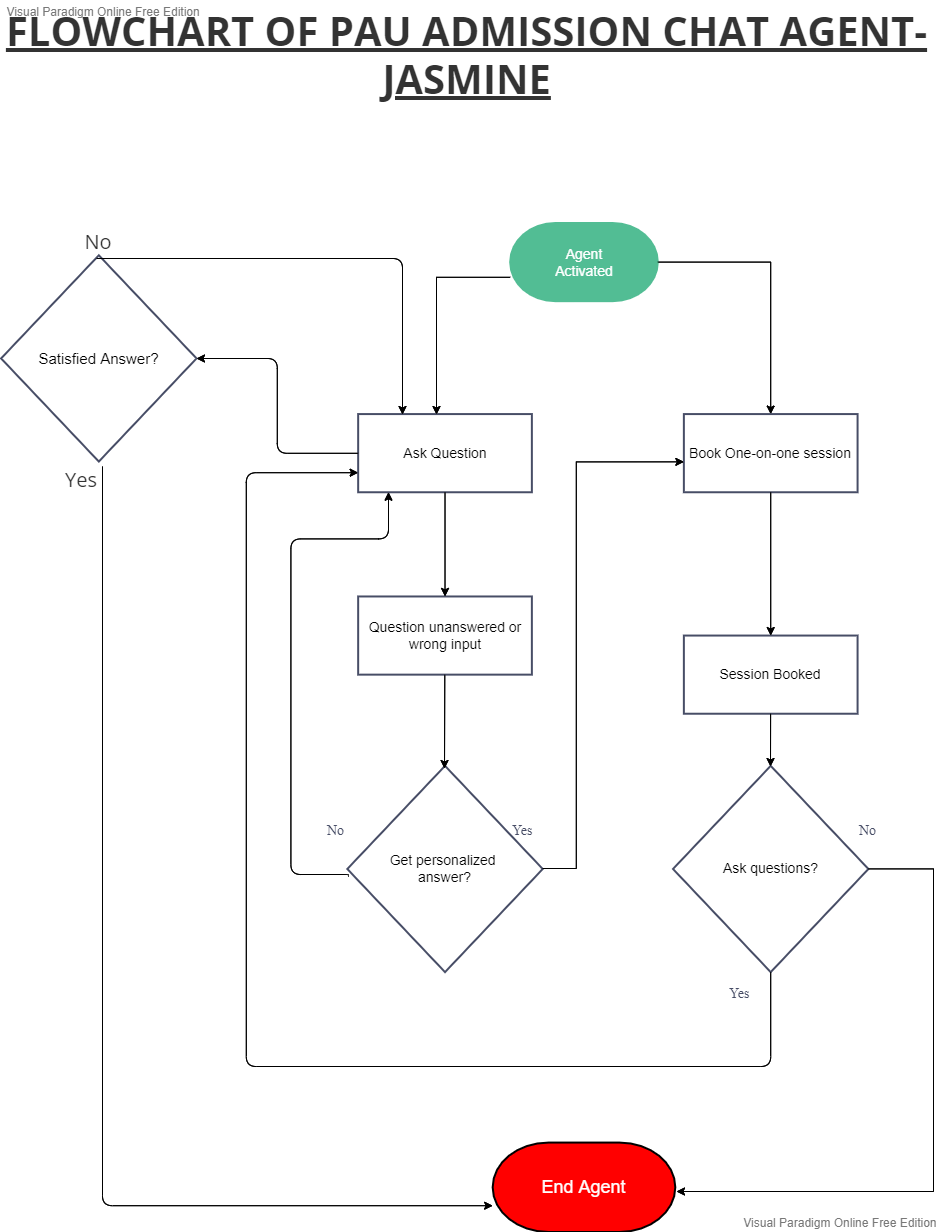 Visual Paradigm Online Free Edition
FLOWCHART OF PAU ADMISSION CHAT AGENT-
JASMINE
Agent
Activated
No
Satisfied Answer?
Yes
Ask Question
Book One-on-one session
Question unanswered or
wrong input
Session Booked
No
Yes
Get personalized
answer?
No
Ask questions?
Yes
End Agent
Visual Paradigm Online Free Edition